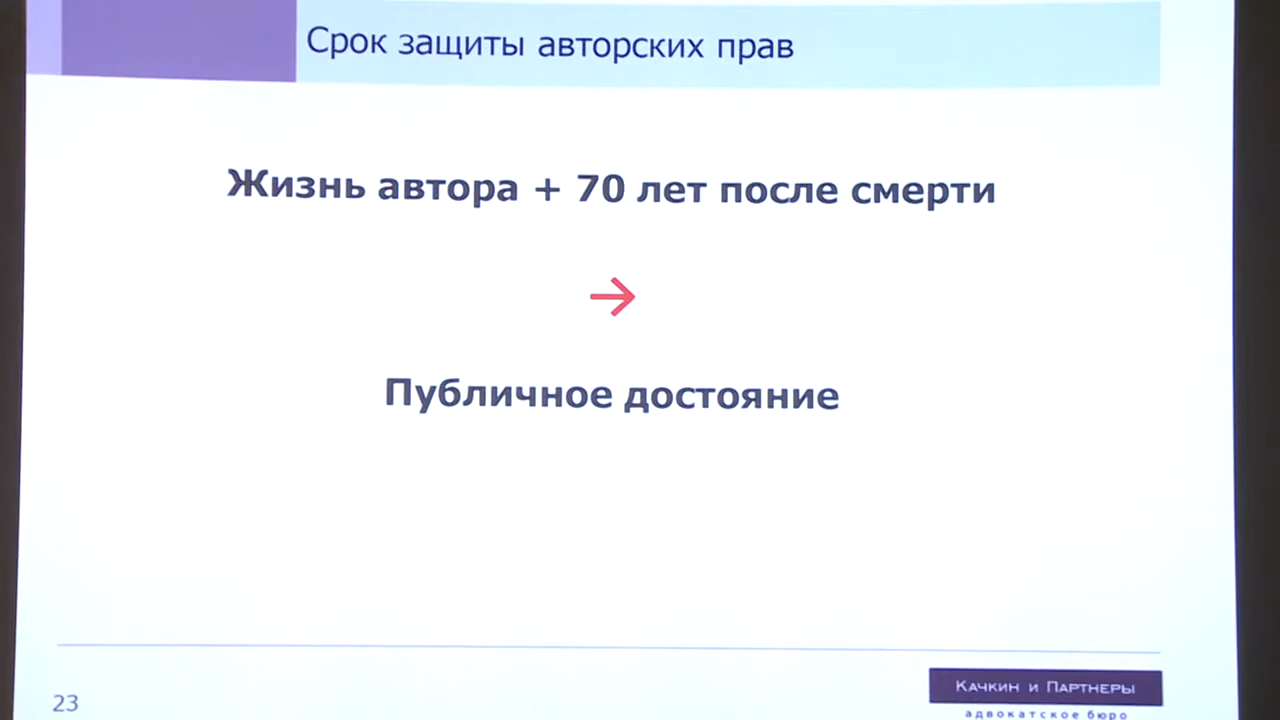 Срок защиты авторских прав
Жизнь автора + 70 лет после смерти
→
Публичное достояние
23
Качкин и Партнеры
адвокатское бюро